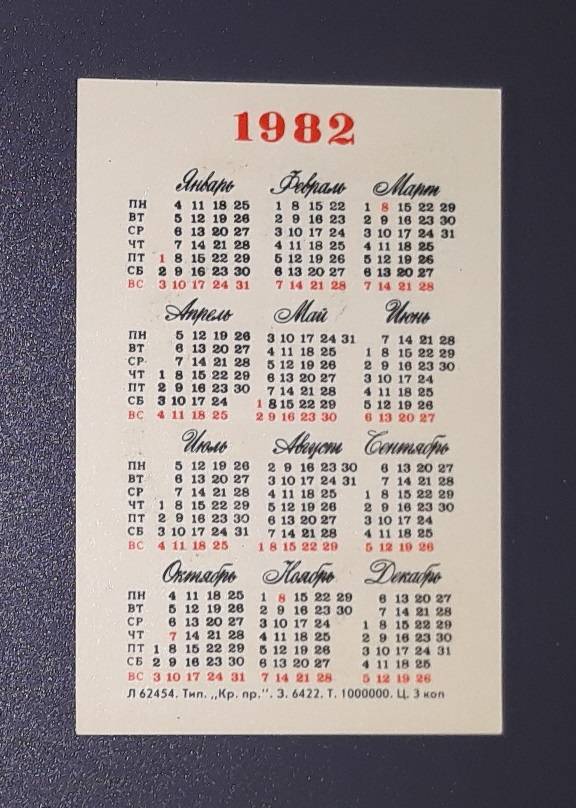 1982
Январь Февраль Март
ПН 4 11 18 25 1 8 15 22 1 8 15 22 29
ВТ 5 12 19 26 2 9 16 23 2 9 16 23 30
СР 6 13 20 27 3 10 17 24 3 10 17 24 31
ЧТ 7 14 21 28 4 11 18 25 4 11 18 25
ПТ 1 8 15 22 29 5 12 19 26 5 12 19 26
СБ 2 9 16 23 30 6 13 20 27 6 13 20 27
ВС 3 10 17 24 31 7 14 21 28 7 14 21 28
Апрель Май Июнь
ПН 5 12 19 26 3 10 17 24 31 7 14 21 28
ВТ 6 13 20 27 4 11 18 25 1 8 15 22 29
СР 7 14 21 28 5 12 19 26 2 9 16 23 30
ЧТ 1 8 15 22 29 6 13 20 27 3 10 17 24
ПТ 2 9 16 23 30 7 14 21 28 4 11 18 25
СБ 3 10 17 24 1 8 15 22 29 5 12 19 26
ВС 4 11 18 25 2 9 16 23 30 6 13 20 27
Июль Август Сентябрь
ПН 5 12 19 26 2 9 16 23 30 6 13 20 27
ВТ 6 13 20 27 3 10 17 24 31 7 14 21 28
СР 7 14 21 28 4 11 18 25 1 8 15 22 29
ЧТ 1 8 15 22 29 5 12 19 26 2 9 16 23 30
ПТ 2 9 16 23 30 6 13 20 27 3 10 17 24
СБ 3 10 17 24 31 7 14 21 28 4 11 18 25
ВС 4 11 18 25 1 8 15 22 29 5 12 19 26
Октябрь Ноябрь Декабрь
ПН 4 11 18 25 1 8 15 22 29 6 13 20 27
ВТ 5 12 19 26 2 9 16 23 30 7 14 21 28
СР 6 13 20 27 3 10 17 24 1 8 15 22 29
ЧТ 7 14 21 28 4 11 18 25 2 9 16 23 30
ПТ 1 8 15 22 29 5 12 19 26 3 10 17 24 31
СБ 2 9 16 23 30 6 13 20 27 4 11 18 25
ВС 3 10 17 24 31 7 14 21 28 5 12 19 26
Л 62454. Тип. „Кр. пр.". З. 6422. Т. 1000000. Ц. 3 коп